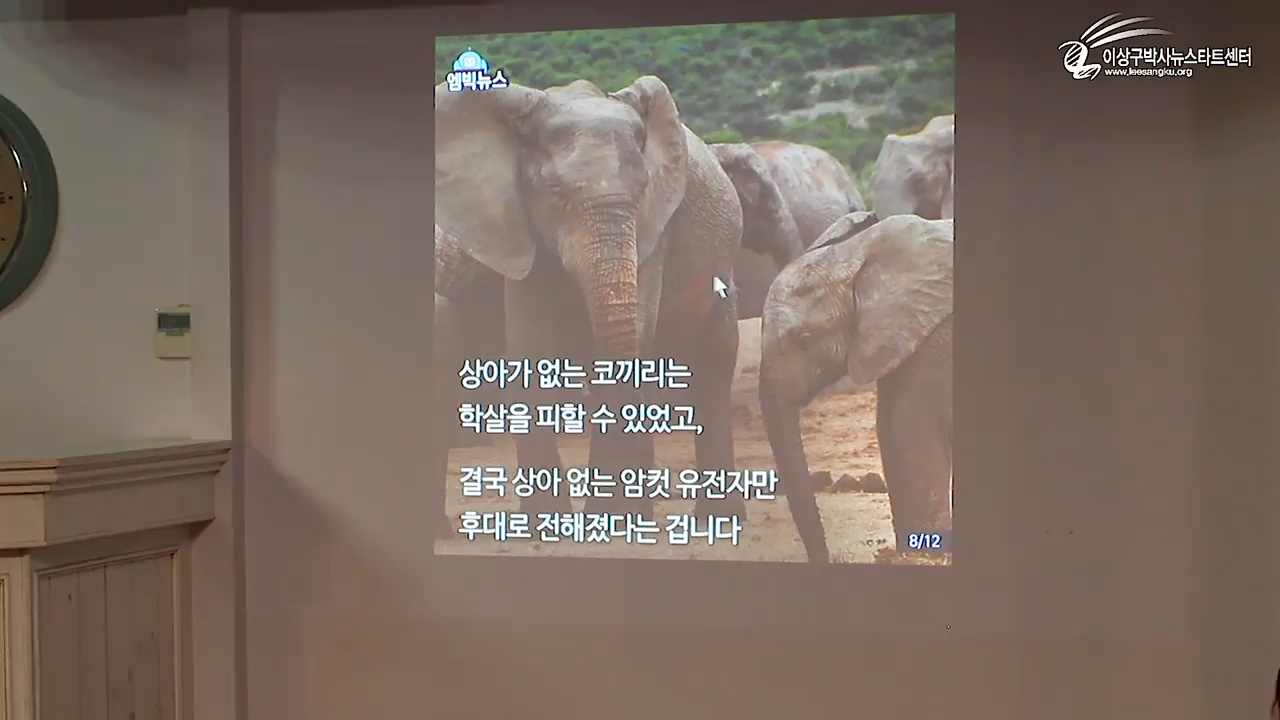 엠빅뉴스
이상구박사뉴스타트센터
www.leesangku.org
상아가 없는 코끼리는
학살을 피할 수 있었고,
결국 상아 없는 암컷 유전자만
후대로 전해졌다는 겁니다
8/12